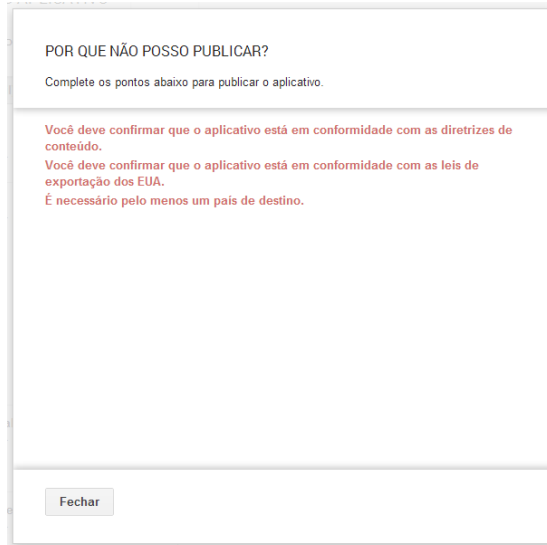 POR QUE NÃO POSSO PUBLICAR?
Complete os pontos abaixo para publicar o aplicativo.
Você deve confirmar que o aplicativo está em conformidade com as diretrizes de
conteúdo.
Você deve confirmar que o aplicativo está em conformidade com as leis de
exportação dos EUA.
É necessário pelo menos um país de destino.
Fechar